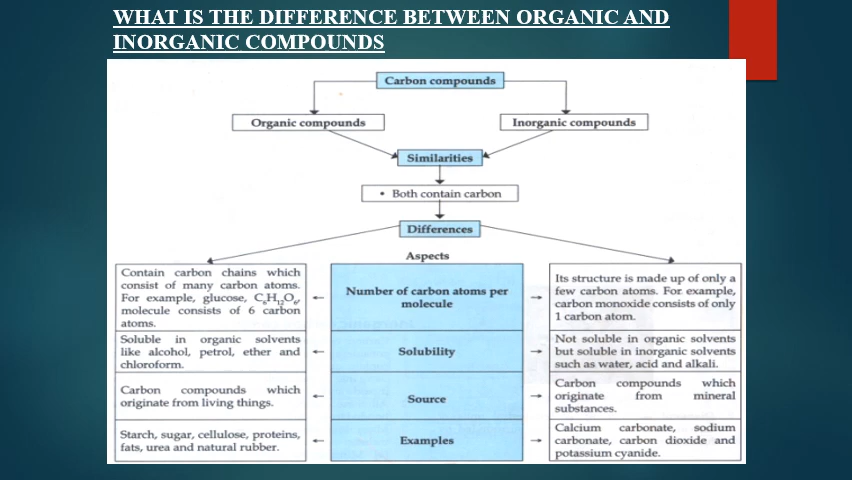 WHAT IS THE DIFFERENCE BETWEEN ORGANIC AND
INORGANIC COMPOUNDS
Carbon compounds
Organic compounds
Inorganic compounds
Similarities
• Both contain carbon
Differences
Aspects
Contain carbon chains which
consist of many carbon atoms.
For example, glucose, C₆H₁₂O₆,
molecule consists of 6 carbon
atoms.
Number of carbon atoms per
molecule
Its structure is made up of only a
few carbon atoms. For example,
carbon monoxide consists of only
1 carbon atom.
Soluble in organic solvents
like alcohol, petrol, ether and
chloroform.
Solubility
Not soluble in organic solvents
but soluble in inorganic solvents
such as water, acid and alkali.
Carbon compounds which
originate from living things.
Source
Carbon compounds which
originate from mineral
substances.
Starch, sugar, cellulose, proteins,
fats, urea and natural rubber.
Examples
Calcium carbonate, sodium
carbonate, carbon dioxide and
potassium cyanide.